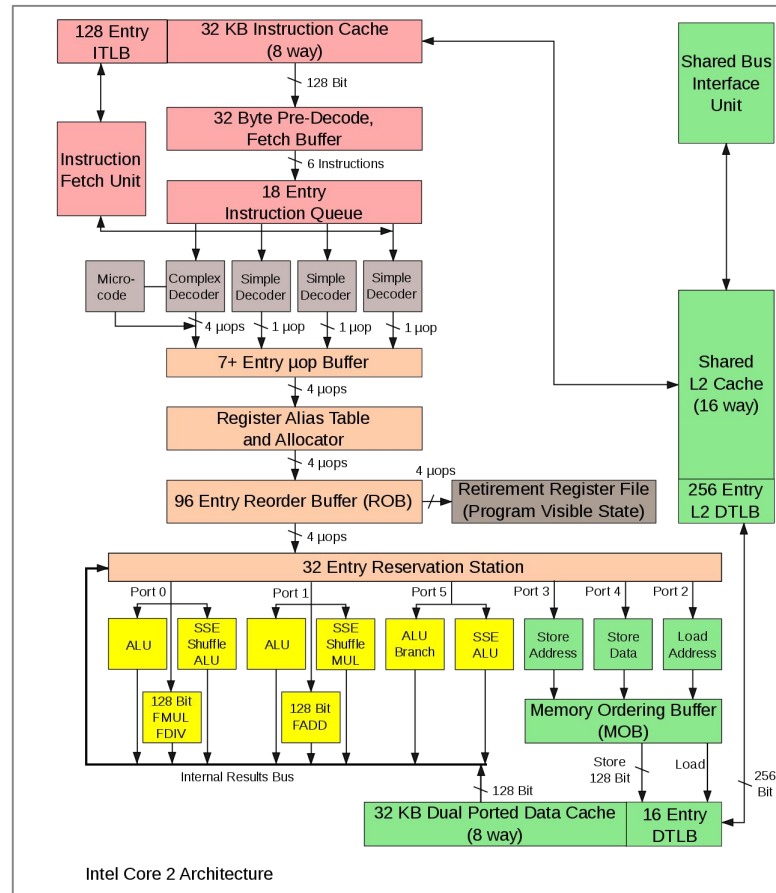 128 Entry
ITLB
32 KB Instruction Cache
(8 way)
128 Bit
32 Byte Pre-Decode,
Fetch Buffer
Instruction
Fetch Unit
6 Instructions
18 Entry
Instruction Queue
Shared Bus
Interface
Unit
Micro-
code
Complex
Decoder
Simple
Decoder
Simple
Decoder
Simple
Decoder
4 µops
1 µop
1 µop
1 µop
7+ Entry µop Buffer
4 µops
Register Alias Table
and Allocator
4 µops
4 µops
96 Entry Reorder Buffer (ROB)
Retirement Register File
(Program Visible State)
Shared
L2 Cache
(16 way)
256 Entry
L2 DTLB
4 µops
32 Entry Reservation Station
Port 0
Port 1
Port 5
Port 3
Port 4
Port 2
ALU
SSE
Shuffle
ALU
ALU
SSE
Shuffle
MUL
ALU
Branch
SSE
ALU
Store
Address
Store
Data
Load
Address
128 Bit
FMUL
FDIV
128 Bit
FADD
Memory Ordering Buffer
(MOB)
Internal Results Bus
Store
128 Bit
Load
256
Bit
128 Bit
32 KB Dual Ported Data Cache
(8 way)
16 Entry
DTLB
Intel Core 2 Architecture